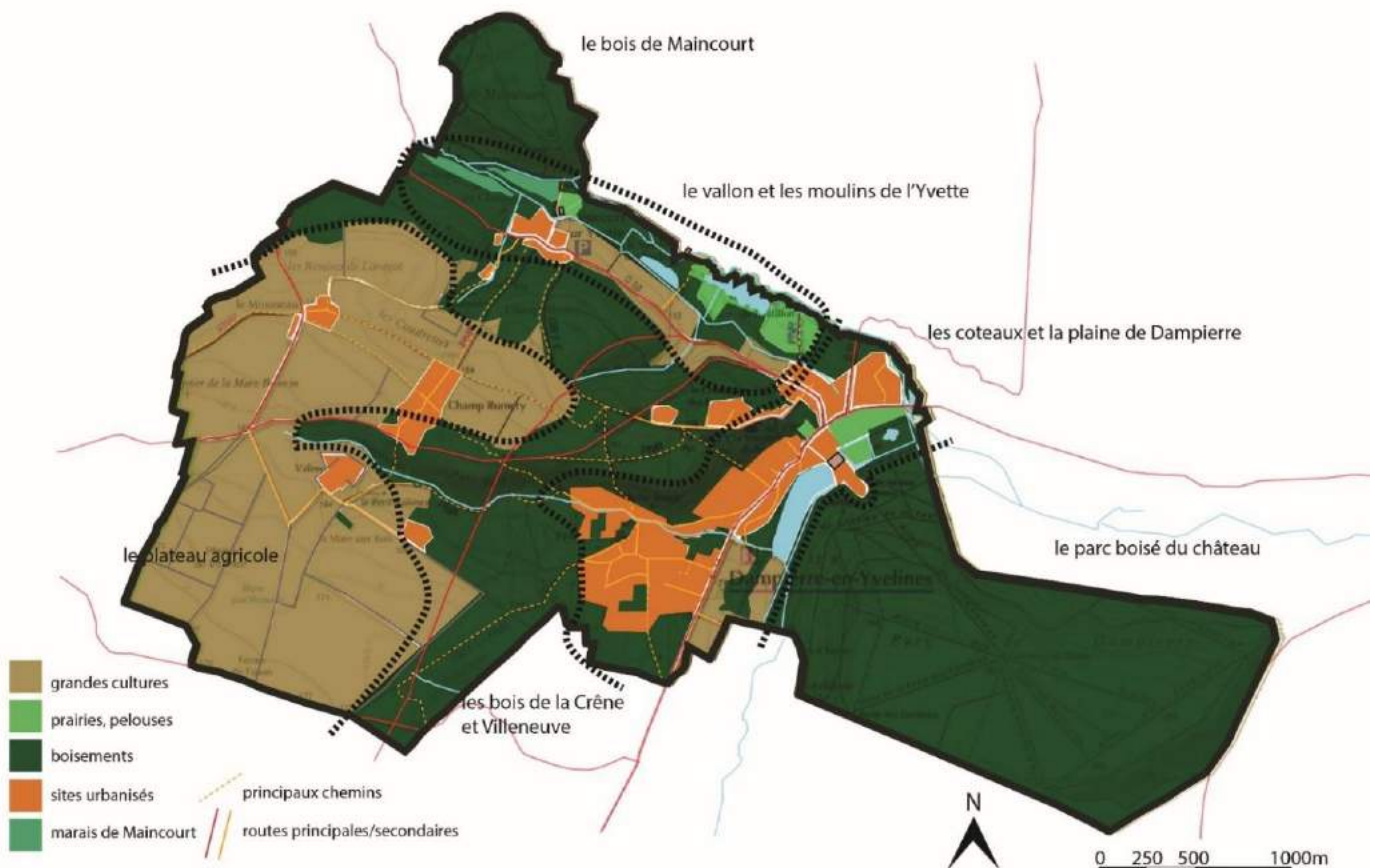 le bois de Maincourt
le vallon et les moulins de l'Yvette
les coteaux et la plaine de Dampierre
Champ Romery
le plateau agricole
le parc boisé du château
Dampierre-en-Yvelines
les bois de la Crêne
et Villeneuve
grandes cultures
prairies, pelouses
boisements
sites urbanisés
marais de Maincourt
principaux chemins
routes principales/secondaires
N
0 250 500 1000m